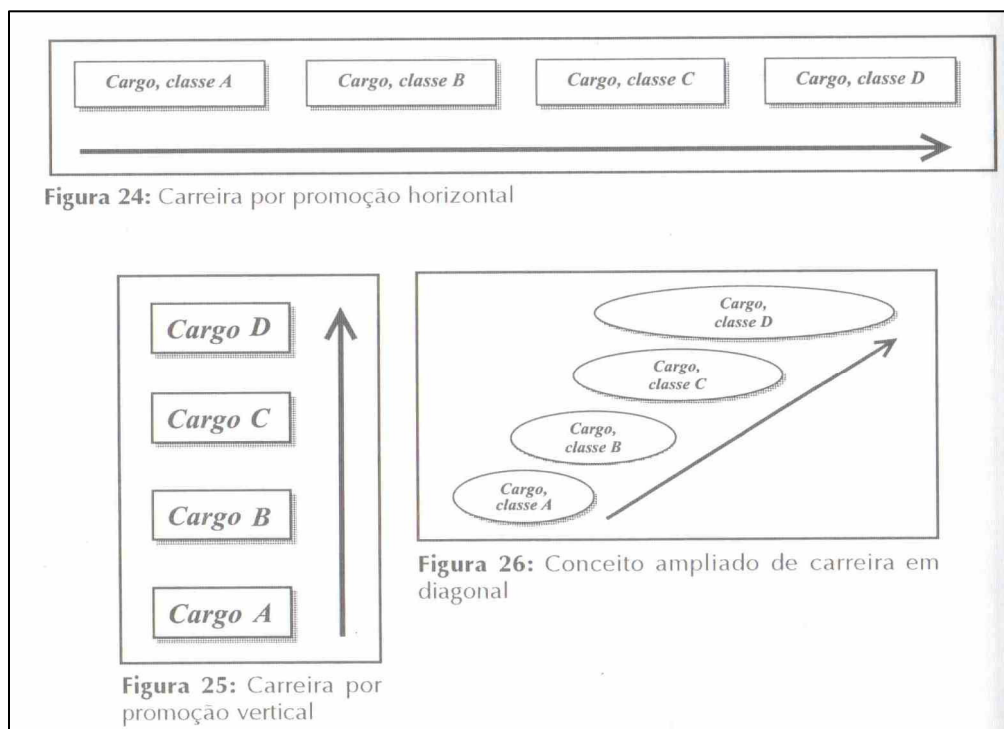 Cargo, classe A
Cargo, classe B
Cargo, classe C
Cargo, classe D
Figura 24: Carreira por promoção horizontal
Cargo D
Cargo C
Cargo B
Cargo A
Figura 25: Carreira por
promoção vertical
Cargo,
classe D
Cargo,
classe C
Cargo,
classe B
Cargo,
classe A
Figura 26: Conceito ampliado de carreira em
diagonal